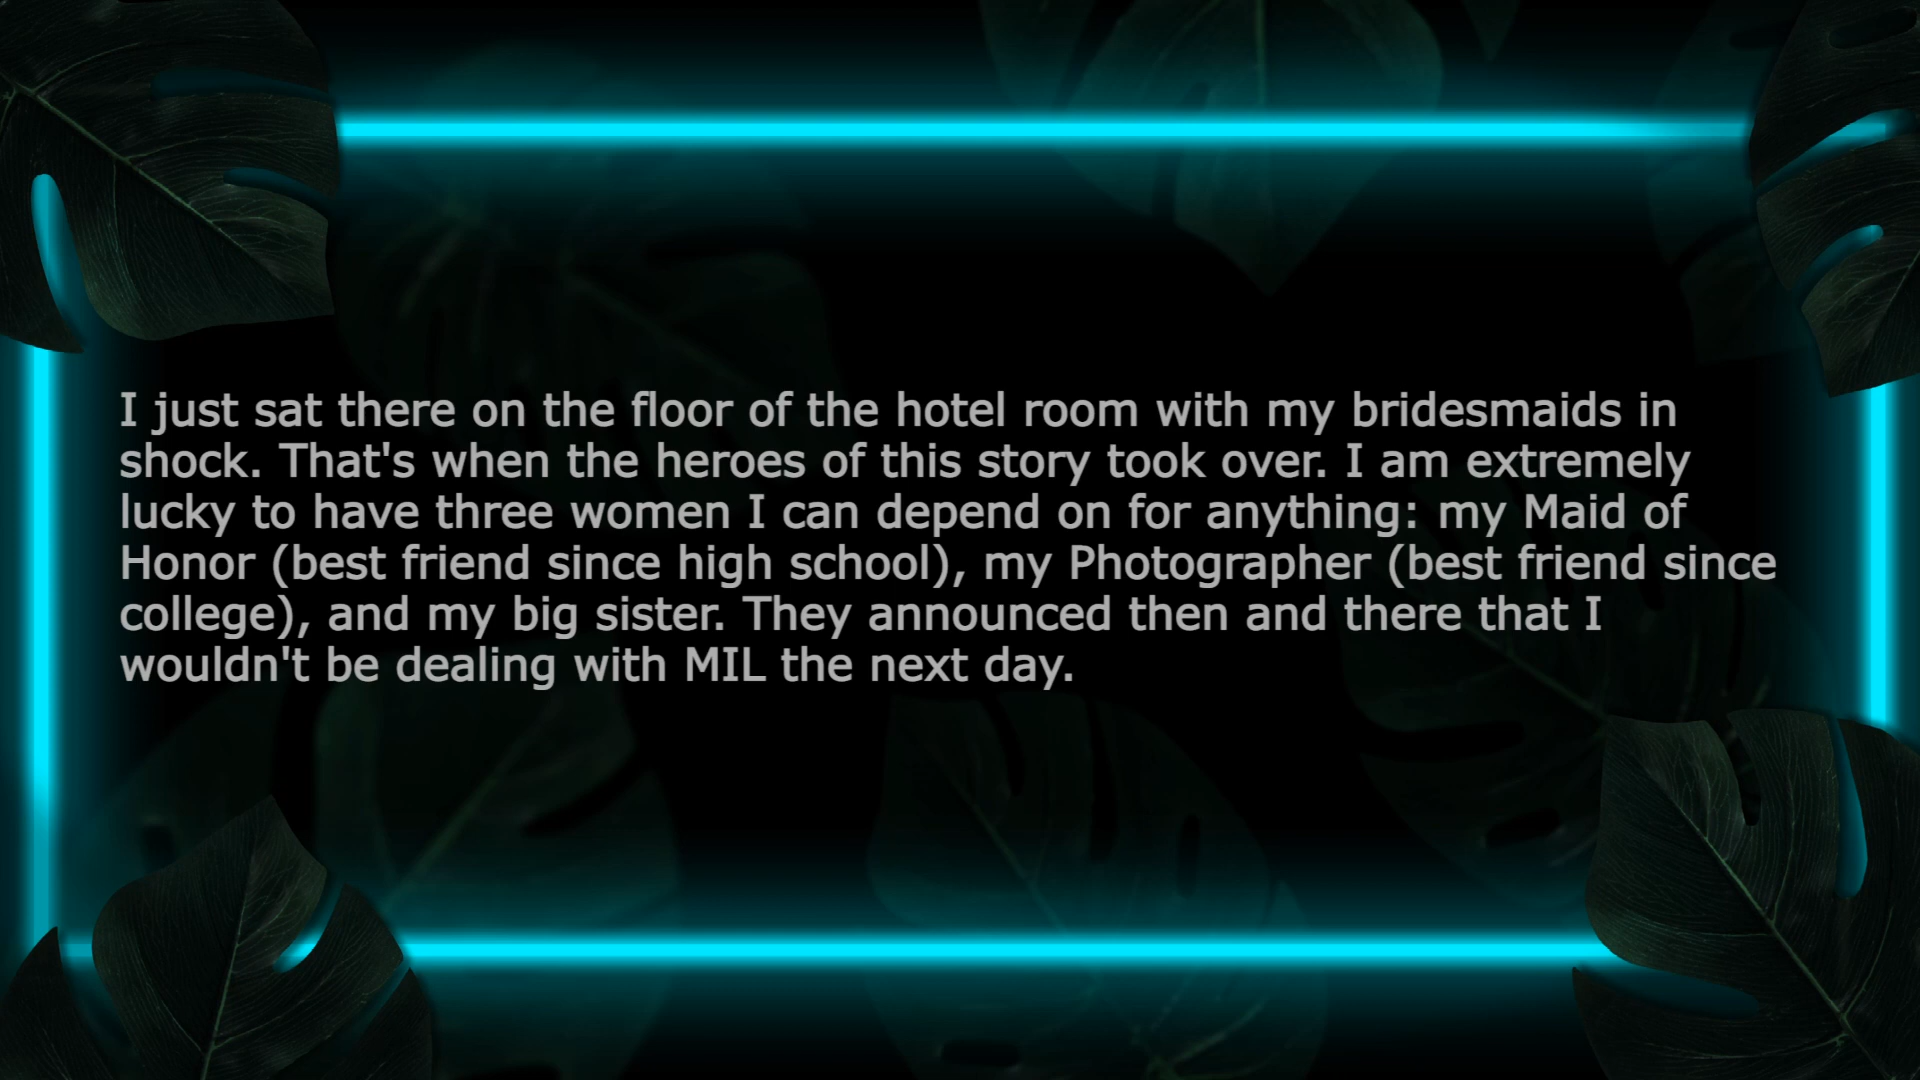 I just sat there on the floor of the hotel room with my bridesmaids in
shock. That's when the heroes of this story took over. I am extremely
lucky to have three women I can depend on for anything: my Maid of
Honor (best friend since high school), my Photographer (best friend since
college), and my big sister. They announced then and there that I
wouldn't be dealing with MIL the next day.